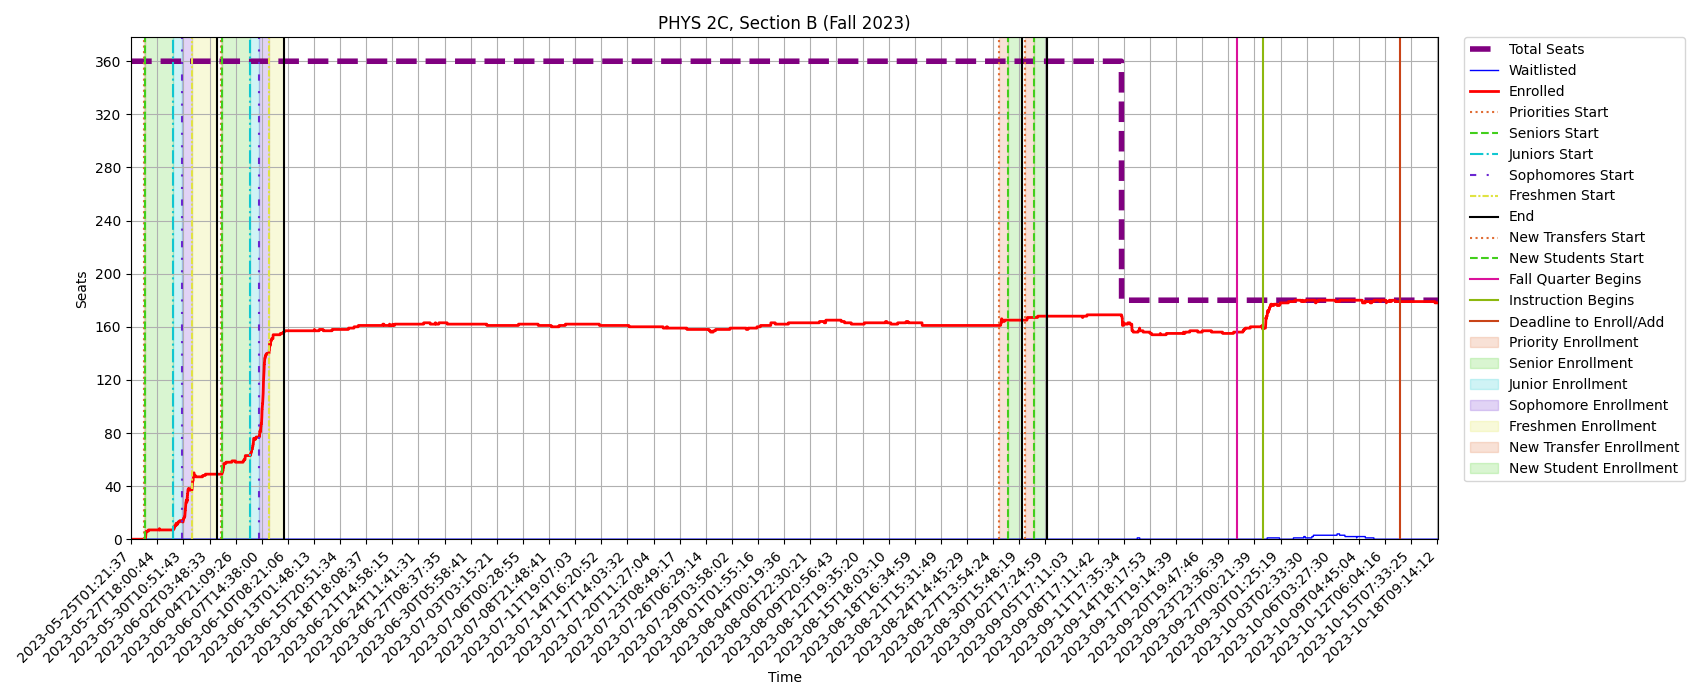 PHYS 2C, Section B (Fall 2023)
Seats
360
320
280
240
200
160
120
80
40
0
2023-05-25T01:21:37
2023-05-27T18:00:44
2023-05-30T10:51:43
2023-06-02T03:48:33
2023-06-04T21:09:26
2023-06-07T14:38:00
2023-06-10T08:21:06
2023-06-13T01:48:13
2023-06-15T20:51:34
2023-06-18T18:08:37
2023-06-21T14:58:15
2023-06-24T11:41:31
2023-06-27T08:37:35
2023-06-30T05:58:41
2023-07-03T03:15:21
2023-07-06T00:28:55
2023-07-08T21:48:41
2023-07-11T19:07:03
2023-07-14T16:20:52
2023-07-17T14:03:32
2023-07-20T11:27:04
2023-07-23T08:49:17
2023-07-26T06:29:14
2023-07-29T03:58:02
2023-08-01T01:55:16
2023-08-04T00:19:36
2023-08-06T22:30:21
2023-08-09T20:56:43
2023-08-12T19:35:20
2023-08-15T18:03:10
2023-08-18T16:34:59
2023-08-21T15:31:49
2023-08-24T14:45:29
2023-08-27T13:54:24
2023-08-30T15:48:19
2023-09-02T17:24:59
2023-09-05T17:11:03
2023-09-08T17:11:42
2023-09-11T17:35:34
2023-09-14T18:17:53
2023-09-17T19:14:39
2023-09-20T19:47:46
2023-09-23T23:36:39
2023-09-27T00:21:39
2023-09-30T01:25:19
2023-10-03T02:33:30
2023-10-06T03:27:30
2023-10-09T04:45:04
2023-10-12T06:04:16
2023-10-15T07:33:25
2023-10-18T09:14:12
Time
Total Seats
Waitlisted
Enrolled
Priorities Start
Seniors Start
Juniors Start
Sophomores Start
Freshmen Start
End
New Transfers Start
New Students Start
Fall Quarter Begins
Instruction Begins
Deadline to Enroll/Add
Priority Enrollment
Senior Enrollment
Junior Enrollment
Sophomore Enrollment
Freshmen Enrollment
New Transfer Enrollment
New Student Enrollment